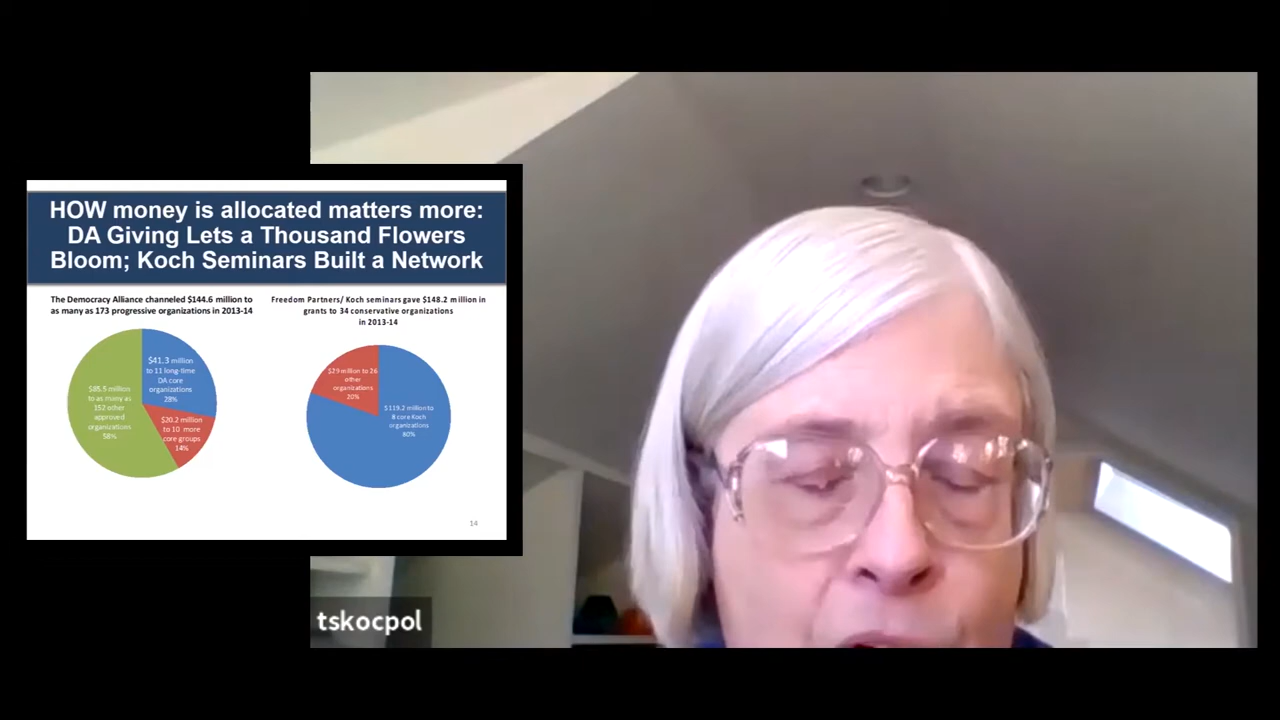 HOW money is allocated matters more:
DA Giving Lets a Thousand Flowers
Bloom; Koch Seminars Built a Network
The Democracy Alliance channeled $144.6 million to
as many as 173 progressive organizations in 2013-14
$41.3 million
to 11 long-time
DA core
organizations
28%
$20.2 million
to 10 more
core groups
14%
$85.5 million
to as many as
152 other
approved
organizations
58%
Freedom Partners/ Koch seminars gave $148.2 million in
grants to 34 conservative organizations
in 2013-14
$29 million to 26
other
organizations
20%
$119.2 million to
8 core Koch
organizations
80%
14
tskocpol